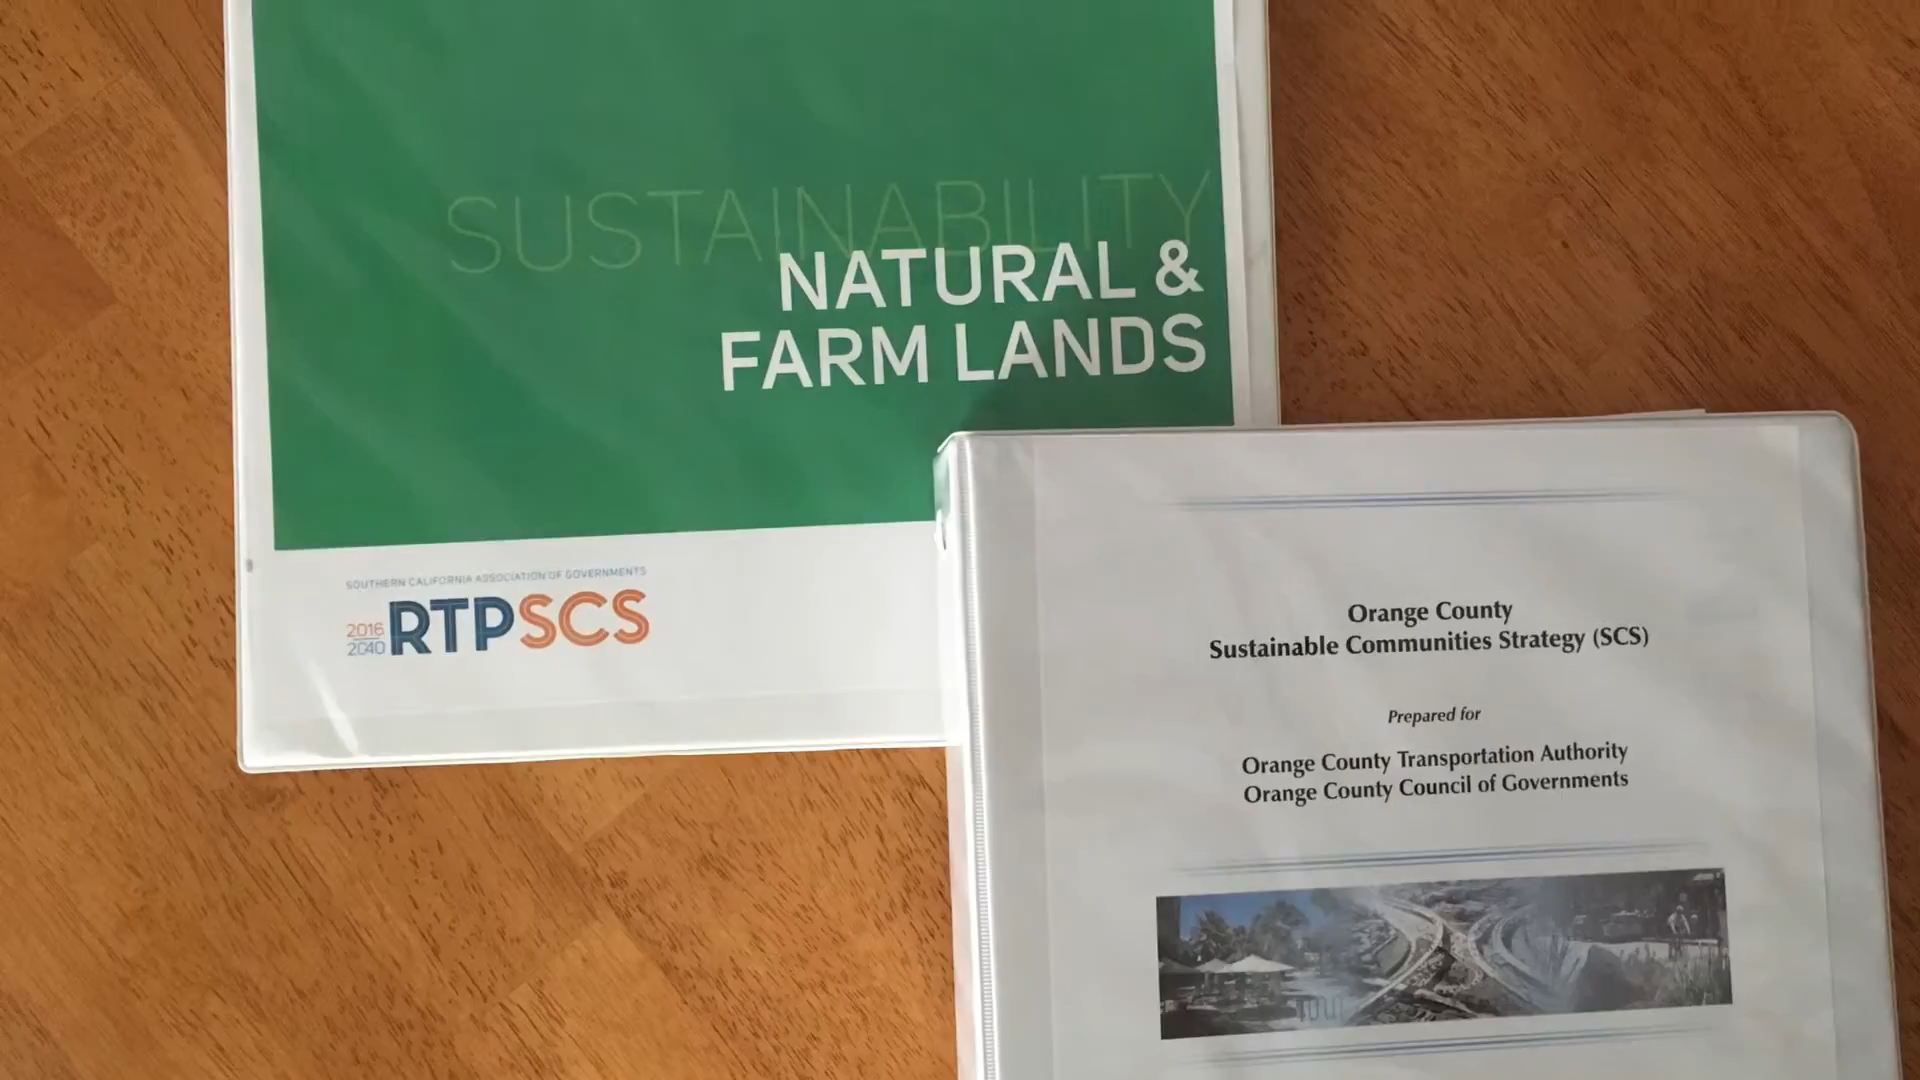 SUSTAINABILITY
NATURAL &
FARM LANDS
SOUTHERN CALIFORNIA ASSOCIATION OF GOVERNMENTS
2016
2040
RTPSCS
Orange County
Sustainable Communities Strategy (SCS)
Prepared for
Orange County Transportation Authority
Orange County Council of Governments